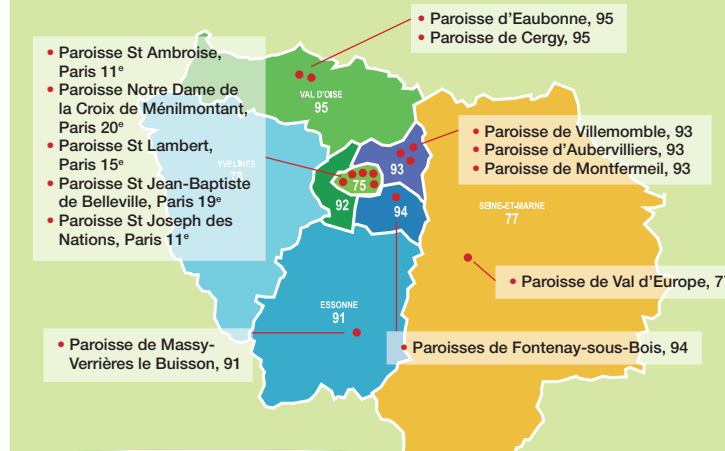 • Paroisse d'Eaubonne, 95
• Paroisse de Cergy, 95
• Paroisse St Ambroise,
Paris 11e
• Paroisse Notre Dame de
la Croix de Ménilmontant,
Paris 20e
• Paroisse St Lambert,
Paris 15e
• Paroisse St Jean-Baptiste
de Belleville, Paris 19e
• Paroisse St Joseph des
Nations, Paris 11e
VAL D'OISE
95
• Paroisse de Villemomble, 93
• Paroisse d'Aubervilliers, 93
• Paroisse de Montfermeil, 93
YVELINES
78
93
75
92
94
SEINE-ET-MARNE
77
• Paroisse de Val d'Europe, 77
ESSONNE
91
• Paroisse de Massy-
Verrières le Buisson, 91
• Paroisses de Fontenay-sous-Bois, 94